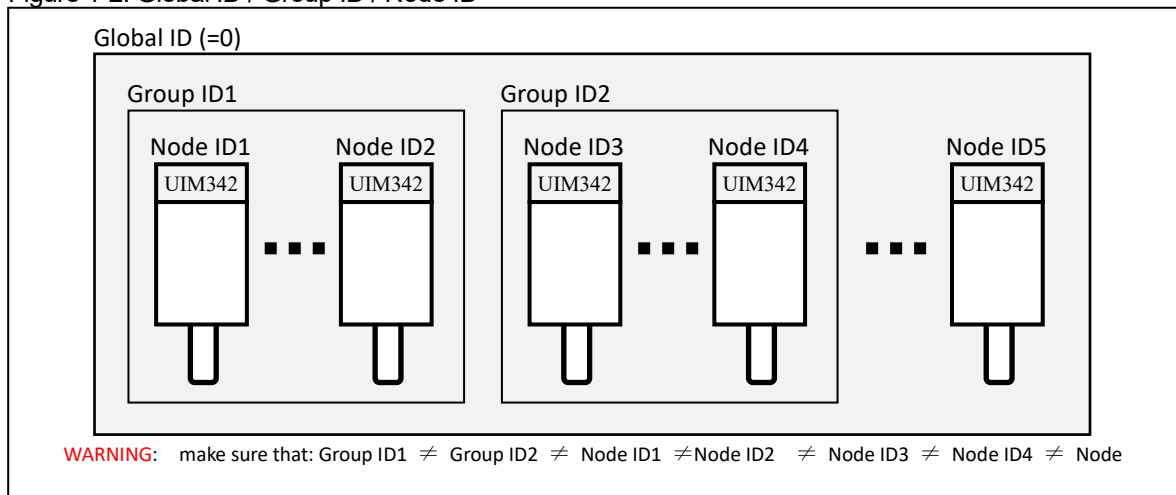 Figure 1-2: Global ID / Group ID / Node ID
Global ID (=0)
Group ID1 Group ID2
Node ID1 Node ID2 Node ID3 Node ID4 Node ID5
UIM342 UIM342 UIM342 UIM342 UIM342
WARNING: make sure that: Group ID1 ≠ Group ID2 ≠ Node ID1 ≠Node ID2 ≠ Node ID3 ≠ Node ID4 ≠ Node